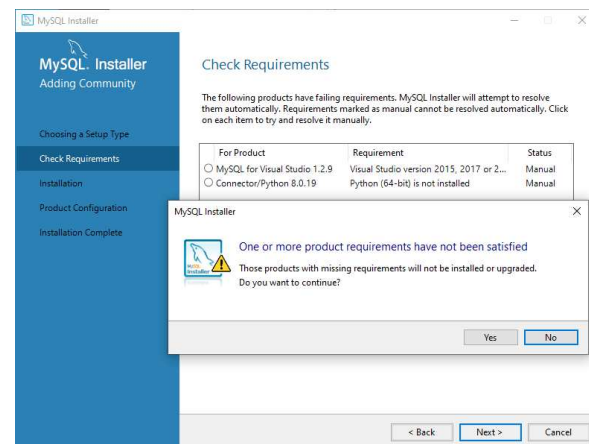 MySQL Installer
MySQL. Installer
Adding Community
Choosing a Setup Type
Check Requirements
Installation
Product Configuration
Installation Complete
Check Requirements
The following products have failing requirements. MySQL Installer will attempt to resolve
them automatically. Requirements marked as manual cannot be resolved automatically. Click
on each item to try and resolve it manually.
For Product Requirement Status
MySQL for Visual Studio 1.2.9 Visual Studio version 2015, 2017 or 2... Manual
Connector/Python 8.0.19 Python (64-bit) is not installed Manual
MySQL Installer
One or more product requirements have not been satisfied
Those products with missing requirements will not be installed or upgraded.
Do you want to continue?
Yes No
< Back Next > Cancel